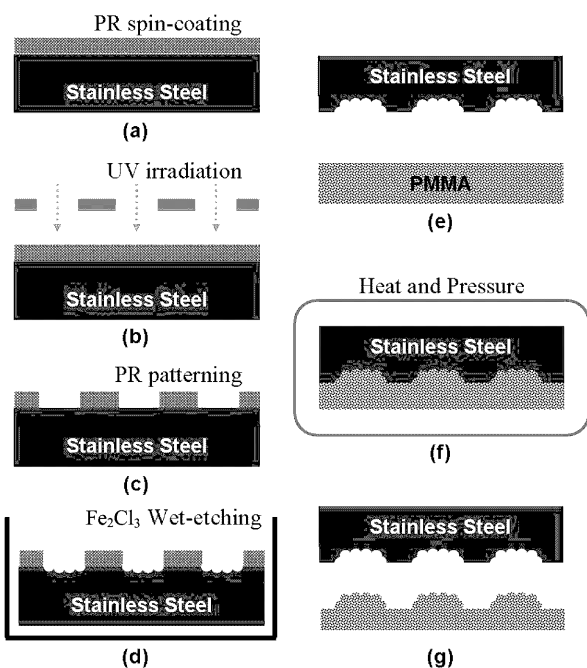 PR spin-coating
Stainless Steel
(a)
UV irradiation
Stainless Steel
(b)
PR patterning
Stainless Steel
(c)
Fe₂Cl₃ Wet-etching
Stainless Steel
(d)
Stainless Steel
PMMA
(e)
Heat and Pressure
Stainless Steel
(f)
Stainless Steel
(g)